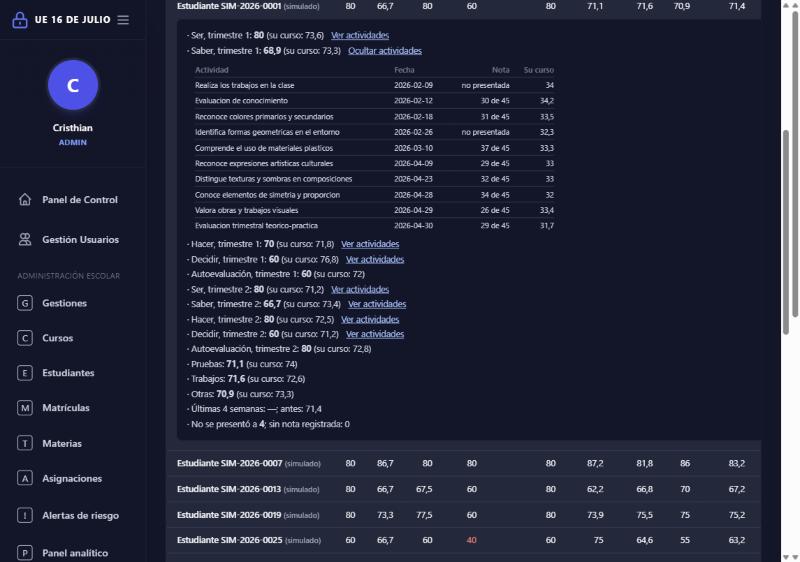 UE 16 DE JULIO
C
Cristhian
ADMIN
Panel de Control
Gestión Usuarios
ADMINISTRACIÓN ESCOLAR
G Gestiones
C Cursos
E Estudiantes
M Matrículas
T Materias
A Asignaciones
! Alertas de riesgo
P Panel analítico
Estudiante SIM-2026-0001 (simulado) 80 66,7 80 80 80 71,1 71,6 70,9 71,4
· Ser, trimestre 1: 80 (su curso: 73,6) Ver actividades
· Saber, trimestre 1: 68,9 (su curso: 73,3) Ocultar actividades
Actividad Fecha Nota Su curso
Realiza los trabajos en la clase 2026-02-09 no presentada 34
Evaluacion de conocimiento 2026-02-12 30 de 45 34,2
Reconoce colores primarios y secundarios 2026-02-18 31 de 45 33,5
Identifica formas geometricas en el entorno 2026-02-26 no presentada 32,3
Comprende el uso de materiales plasticos 2026-03-10 37 de 45 33,3
Reconoce expresiones artisticas culturales 2026-04-09 29 de 45 33
Distingue texturas y sombras en composiciones 2026-04-23 32 de 45 33
Conoce elementos de simetria y proporcion 2026-04-28 34 de 45 32
Valora obras y trabajos visuales 2026-04-29 26 de 45 33,4
Evaluacion trimestral teorico-practica 2026-04-30 29 de 45 31,7
· Hacer, trimestre 1: 70 (su curso: 71,8) Ver actividades
· Decidir, trimestre 1: 60 (su curso: 76,8) Ver actividades
· Autoevaluación, trimestre 1: 60 (su curso: 72)
· Ser, trimestre 2: 80 (su curso: 71,2) Ver actividades
· Saber, trimestre 2: 66,7 (su curso: 73,4) Ver actividades
· Hacer, trimestre 2: 80 (su curso: 72,5) Ver actividades
· Decidir, trimestre 2: 60 (su curso: 71,2) Ver actividades
· Autoevaluación, trimestre 2: 80 (su curso: 72,8)
· Pruebas: 71,1 (su curso: 74)
· Trabajos: 71,6 (su curso: 72,6)
· Otras: 70,9 (su curso: 73,3)
· Últimas 4 semanas: —; antes: 71,4
· No se presentó a 4; sin nota registrada: 0
Estudiante SIM-2026-0007 (simulado) 80 86,7 80 60 80 87,2 81,8 86 83,2
Estudiante SIM-2026-0013 (simulado) 80 66,7 67,5 60 80 62,2 66,8 70 67,2
Estudiante SIM-2026-0019 (simulado) 80 73,3 77,5 60 80 73,9 75,5 75 75,2
Estudiante SIM-2026-0025 (simulado) 60 66,7 60 40 60 75 64,6 55 63,2